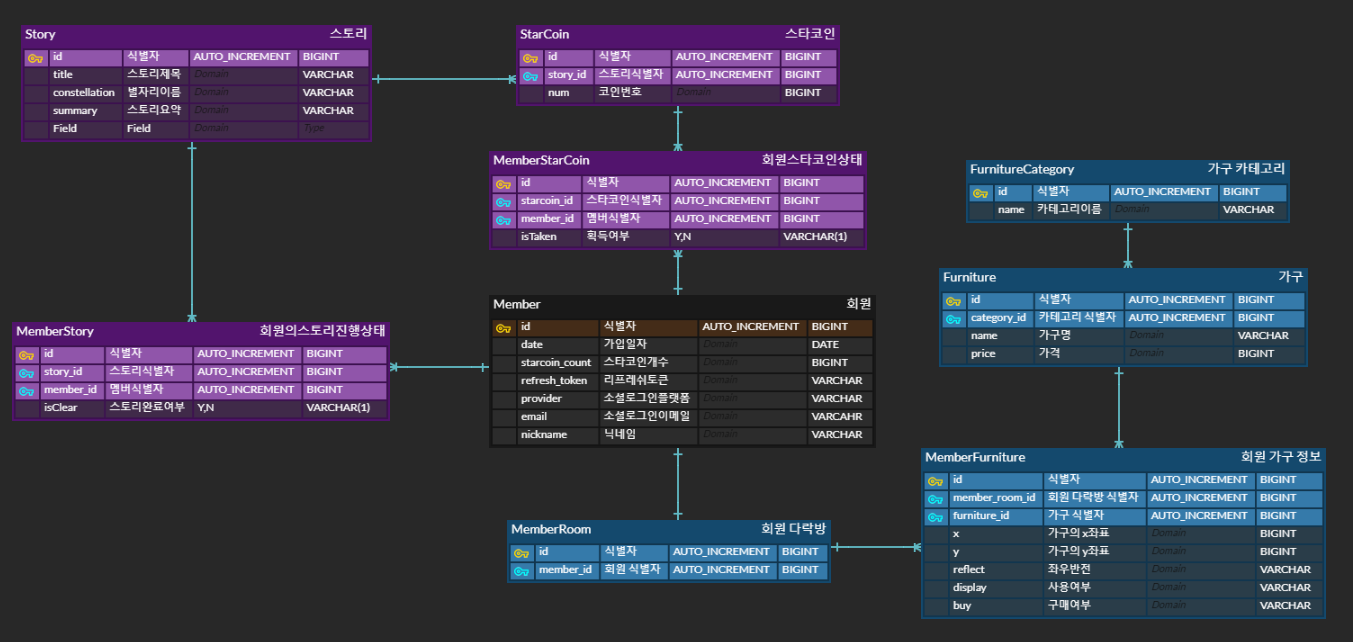 Story 스토리
id 식별자 AUTO_INCREMENT BIGINT
title 스토리제목 Domain VARCHAR
constellation 별자리이름 Domain VARCHAR
summary 스토리요약 Domain VARCHAR
Field Field Domain Type
StarCoin 스타코인
id 식별자 AUTO_INCREMENT BIGINT
story_id 스토리식별자 AUTO_INCREMENT BIGINT
num 코인번호 Domain BIGINT
MemberStarCoin 회원스타코인상태
id 식별자 AUTO_INCREMENT BIGINT
starcoin_id 스타코인식별자 AUTO_INCREMENT BIGINT
member_id 멤버식별자 AUTO_INCREMENT BIGINT
isTaken 획득여부 Y,N VARCHAR(1)
FurnitureCategory 가구 카테고리
id 식별자 AUTO_INCREMENT BIGINT
name 카테고리이름 Domain VARCHAR
Furniture 가구
id 식별자 AUTO_INCREMENT BIGINT
category_id 카테고리 식별자 AUTO_INCREMENT BIGINT
name 가구명 Domain VARCHAR
price 가격 Domain BIGINT
MemberStory 회원의스토리진행상태
id 식별자 AUTO_INCREMENT BIGINT
story_id 스토리식별자 AUTO_INCREMENT BIGINT
member_id 멤버식별자 AUTO_INCREMENT BIGINT
isClear 스토리완료여부 Y,N VARCHAR(1)
Member 회원
id 식별자 AUTO_INCREMENT BIGINT
date 가입일자 Domain DATE
starcoin_count 스타코인개수 Domain BIGINT
refresh_token 리프레쉬토큰 Domain VARCHAR
provider 소셜로그인플랫폼 Domain VARCHAR
email 소셜로그인이메일 Domain VARCAHR
nickname 닉네임 Domain VARCHAR
MemberRoom 회원 다락방
id 식별자 AUTO_INCREMENT BIGINT
member_id 회원 식별자 AUTO_INCREMENT BIGINT
MemberFurniture 회원 가구 정보
id 식별자 AUTO_INCREMENT BIGINT
member_room_id 회원 다락방 식별자 AUTO_INCREMENT BIGINT
furniture_id 가구 식별자 AUTO_INCREMENT BIGINT
x 가구의 x좌표 Domain BIGINT
y 가구의 y좌표 Domain BIGINT
reflect 좌우반전 Domain VARCHAR
display 사용여부 Domain VARCHAR
buy 구매여부 Domain VARCHAR